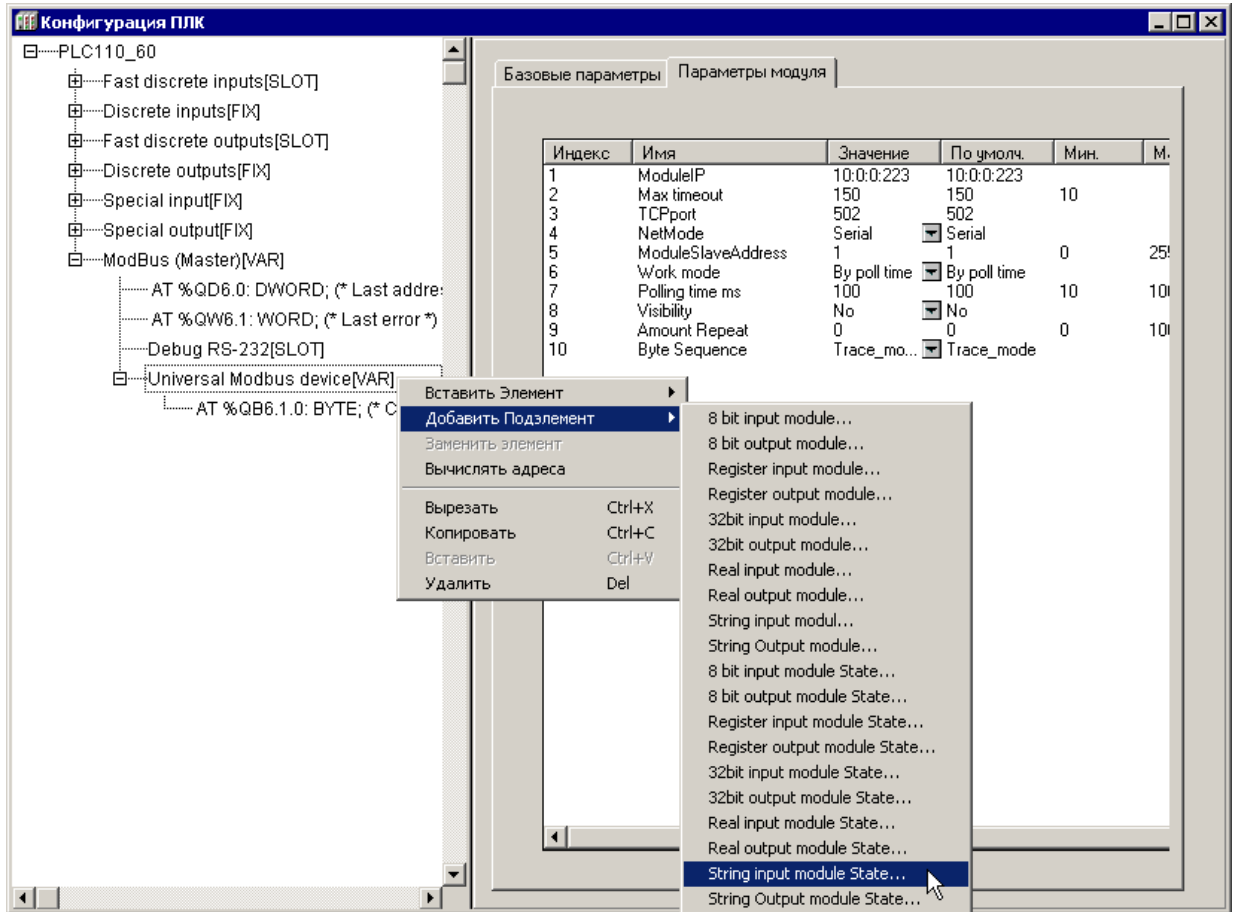 Конфигурация ПЛК
PLC110_60
Fast discrete inputs[SLOT]
Discrete inputs[FIX]
Fast discrete outputs[SLOT]
Discrete outputs[FIX]
Special input[FIX]
Special output[FIX]
ModBus (Master)[VAR]
AT %QD6.0: DWORD; (* Last addre
AT %QW6.1: WORD; (* Last error *)
Debug RS-232[SLOT]
Universal Modbus device[VAR]
AT %QB6.1.0: BYTE; (* C
Базовые параметры Параметры модуля
Индекс Имя Значение По умолч. Мин. М
1 ModuleIP 10:0:0:223 10:0:0:223
2 Max timeout 150 150 10
3 TCPport 502 502
4 NetMode Serial Serial
5 ModuleSlaveAddress 1 1 0 25
6 Work mode By poll time By poll time
7 Polling time ms 100 100 10 10
8 Visibility No No
9 Amount Repeat 0 0 0 10
10 Byte Sequence Trace_mo... Trace_mode
Вставить Элемент
Добавить Подэлемент
Заменить элемент
Вычислять адреса
Вырезать Ctrl+X
Копировать Ctrl+C
Вставить Ctrl+V
Удалить Del
8 bit input module...
8 bit output module...
Register input module...
Register output module...
32bit input module...
32bit output module...
Real input module...
Real output module...
String input modul...
String Output module...
8 bit input module State...
8 bit output module State...
Register input module State...
Register output module State...
32bit input module State...
32bit output module State...
Real input module State...
Real output module State...
String input module State...
String Output module State...